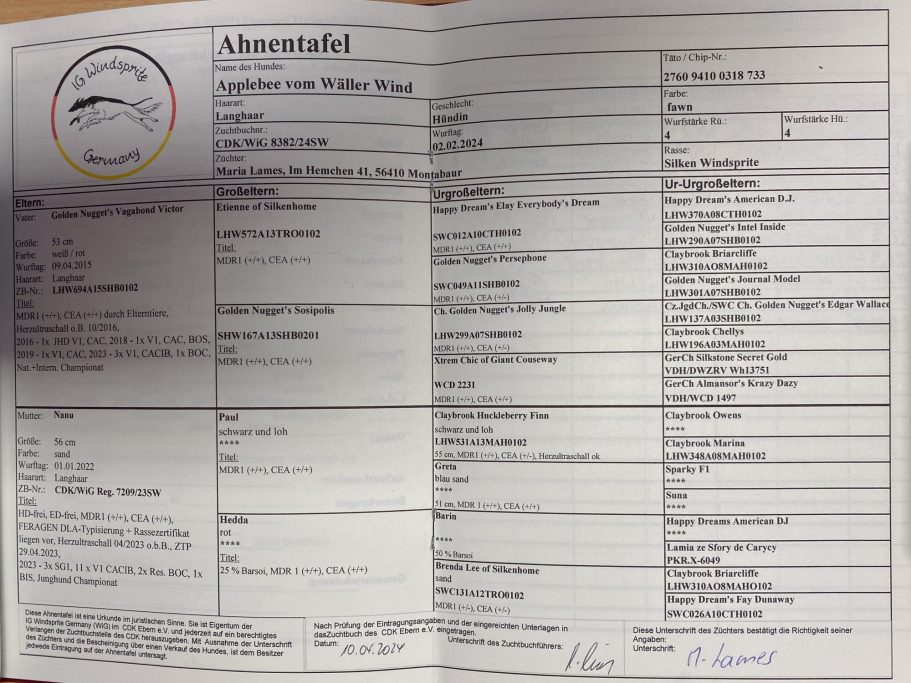 IG Windsprite
Germany
Ahnentafel
Name des Hundes:
Applebee vom Wäller Wind
Täto / Chip-Nr.:
2760 9410 0318 733
Haarart:
Langhaar
Geschlecht:
Hündin
Farbe:
fawn
Zuchtbuchnr.:
CDK/WiG 8382/24SW
Wurftag:
02.02.2024
Wurfstärke Rü.:
4
Wurfstärke Hü.:
4
Züchter:
Maria Lames, Im Hemchen 41, 56410 Montabaur
Rasse:
Silken Windsprite
Eltern:
Vater: Golden Nugget's Vagabond Victor
Größe: 53 cm
Farbe: weiß / rot
Wurftag: 09.04.2015
Haarart: Langhaar
ZB-Nr.: LHW694A15SHB0102
Titel:
MDR1 (+/+), CEA (+/+) durch Elterntiere,
Herzultraschall o.B. 10/2016,
2016 - 1x JHD V1, CAC, 2018 - 1x V1, CAC, BOS,
2019 - 1x V1, CAC, 2023 - 3x V1, CACIB, 1x BOC,
Nat.+Intern. Championat
Mutter: Nanu
Größe: 56 cm
Farbe: sand
Wurftag: 01.01.2022
Haarart: Langhaar
ZB-Nr.: CDK/WiG Reg. 7209/23SW
Titel:
HD-frei, ED-frei, MDR1 (+/+), CEA (+/+),
FERAGEN DLA-Typisierung + Rassezertifikat
liegen vor, Herzultraschall 04/2023 o.b.B., ZTP
29.04.2023,
2023 - 3x SG1, 11 x V1 CACIB, 2x Res. BOC, 1x
BIS, Junghund Championat
Großeltern:
Etienne of Silkenhome
LHW572A13TRO0102
Titel:
MDR1 (+/+), CEA (+/+)
Golden Nugget's Sosipolis
SHW167A13SHB0201
Titel:
MDR1 (+/+), CEA (+/+)
Paul
schwarz und loh
****
Titel:
MDR1 (+/+), CEA (+/+)
Hedda
rot
****
Titel:
25 % Barsoi, MDR 1 (+/+), CEA (+/+)
Urgroßeltern:
Happy Dream's Elay Everybody's Dream
SWC012A10CTH0102
MDR1 (+/+), CEA (+/+)
Golden Nugget's Persephone
SWC049A11SHB0102
MDR1 (+/+), CEA (+/-)
Ch. Golden Nugget's Jolly Jungle
LHW299A07SHB0102
MDR1 (+/+), CEA (+/-)
Xtrem Chic of Giant Couseway
WCD 2231
MDR1 (+/+), CEA (+/+)
Claybrook Huckleberry Finn
schwarz und loh
LHW531A13MAH0102
55 cm, MDR1 (+/+), CEA (+/-), Herzultraschall ok
Greta
blau sand
****
51 cm, MDR 1 (+/+), CEA (+/+)
Barin
****
50 % Barsoi
Brenda Lee of Silkenhome
sand
SWC131A12TRO0102
MDR1 (+/-), CEA (+/+)
Ur-Urgroßeltern:
Happy Dream's American D.J.
LHW370A08CTH0102
Golden Nugget's Intel Inside
LHW290A07SHB0102
Claybook Briarcliffe
LHW310AO8MAH0102
Golden Nugget's Journal Model
LHW301A07SHB0102
Cz.JgdCh./SWC Ch. Golden Nugget's Edgar Wallace
LHW137A03SHB0102
Claybook Chellys
LHW196A03MAH0102
GerCh Silkstone Secret Gold
VDH/DWZRV Wh13751
GerCh Almansor's Krazy Dazy
VDH/WCD 1497
Claybrook Owens
****
Claybrook Marina
LHW348A08MAH0102
Sparky F1
****
Suna
****
Happy Dreams American DJ
****
Lamia ze Sfory de Carycy
PKR.X-6049
Claybrook Briarcliffe
LHW310AO8MAHO102
Happy Dream's Fay Dunaway
SWC026A10CTH0102
Diese Ahnentafel ist eine Urkunde im juristischen Sinne. Sie ist Eigentum der
IG Windsprite Germany (WIG) im CDK Ebern e.V. und jederzeit auf ein berechtigtes
Verlangen der Zuchtbuchstelle des CDK herauszugeben. Mit Ausnahme der Unterschrift
des Züchters und die Bescheinigung über einen Verkauf des Hundes, ist dem Besitzer
jedwede Eintragung auf der Ahnentafel untersagt.
Nach Prüfung der Eintragungsangaben und der eingereichten Unterlagen in
dasZuchtbuch des CDK Ebern e.V. eingetragen.
Datum: 10.04.2024
Unterschrift des Zuchtbuchführers:
Diese Unterschrift des Züchters bestätigt die Richtigkeit seiner
Angaben:
Unterschrift: M. Lames